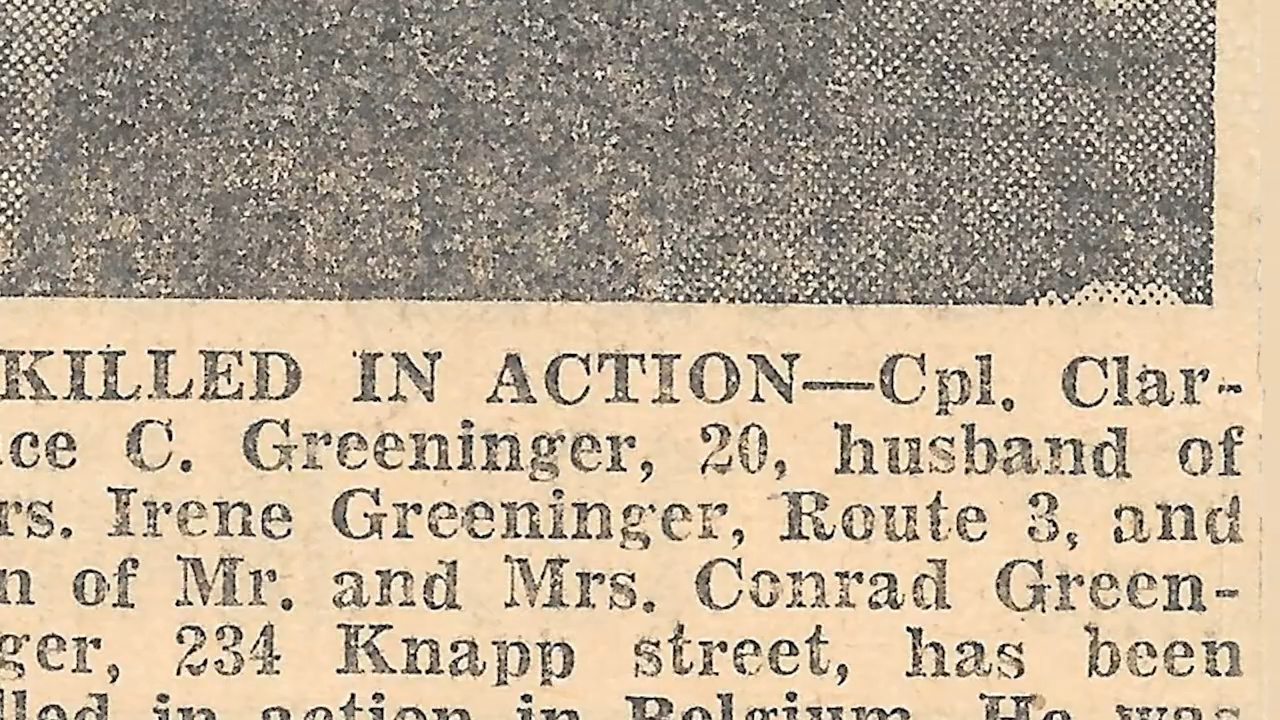 KILLED IN ACTION—Cpl. Clar-
ce C. Greeninger, 20, husband of
rs. Irene Greeninger, Route 3, and
n of Mr. and Mrs. Conrad Green-
ger, 234 Knapp street, has been
lled in action in Belgium. He was